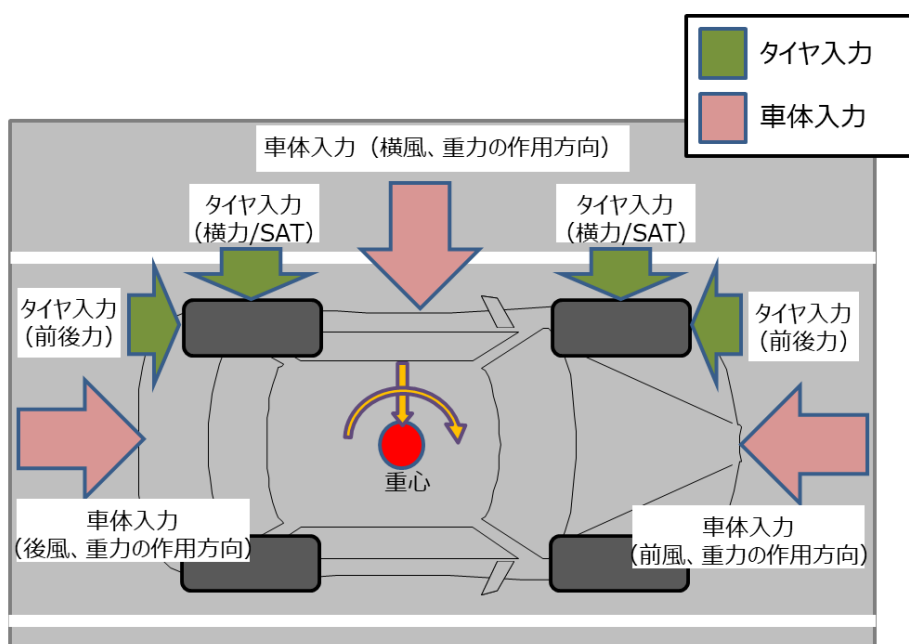 タイヤ入力
車体入力
車体入力（横風、重力の作用方向）
タイヤ入力
（横力/SAT）
タイヤ入力
（横力/SAT）
タイヤ入力
（前後力）
タイヤ入力
（前後力）
重心
車体入力
（後風、重力の作用方向）
車体入力
（前風、重力の作用方向）